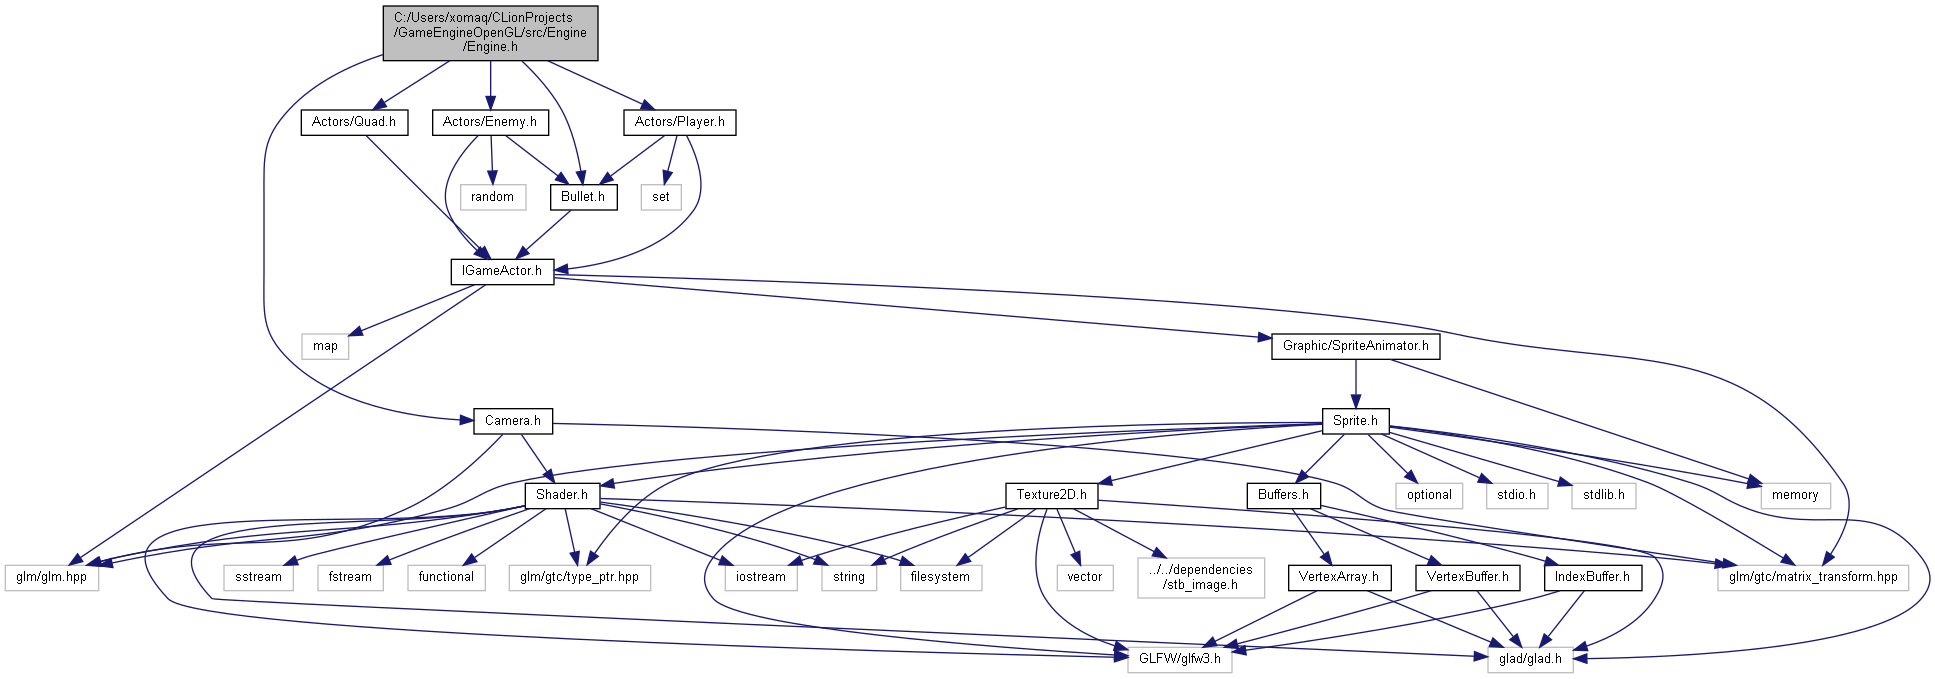 C:/Users/xomaq/CLionProjects
/GameEngineOpenGL/src/Engine
/Engine.h
Actors/Quad.h
Actors/Enemy.h
Actors/Player.h
random
Bullet.h
set
IGameActor.h
map
Graphic/SpriteAnimator.h
Camera.h
Sprite.h
Shader.h
Texture2D.h
Buffers.h
optional
stdio.h
stdlib.h
memory
glm/glm.hpp
sstream
fstream
functional
glm/gtc/type_ptr.hpp
iostream
string
filesystem
vector
../../dependencies
/stb_image.h
VertexArray.h
VertexBuffer.h
IndexBuffer.h
glm/gtc/matrix_transform.hpp
GLFW/glfw3.h
glad/glad.h